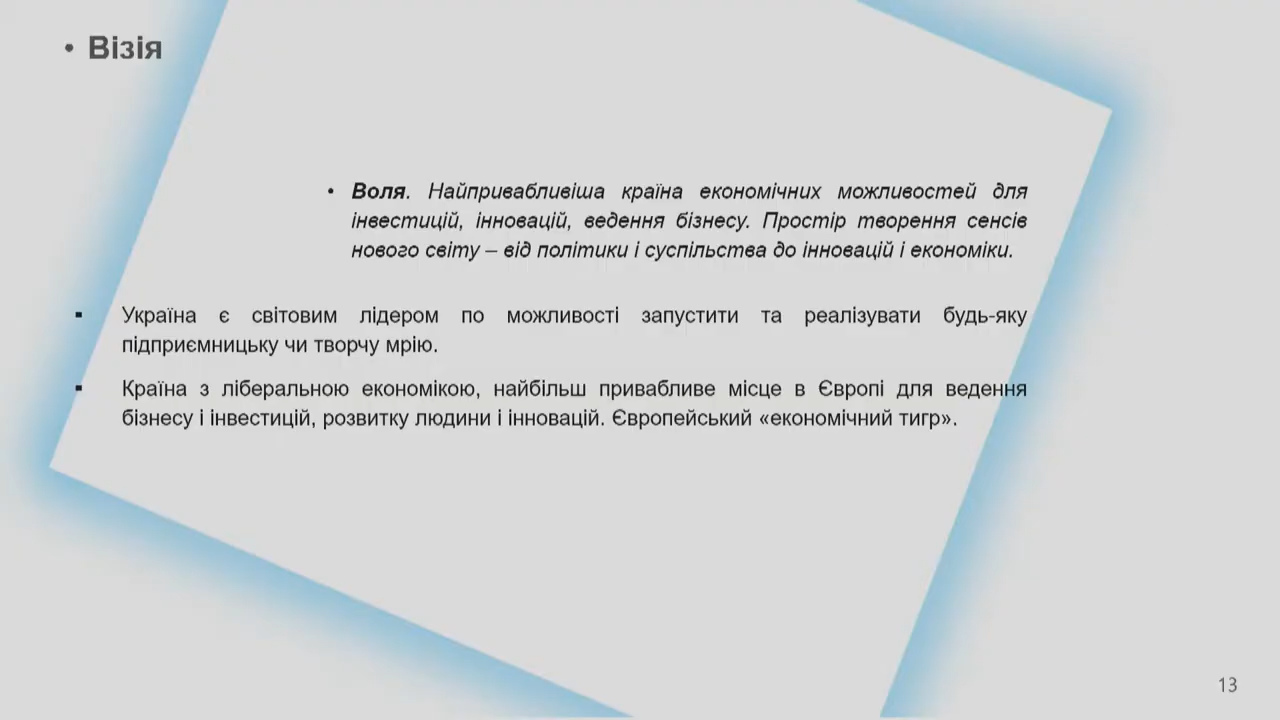 • Візія
• Воля. Найпривабливіша країна економічних можливостей для
інвестицій, інновацій, ведення бізнесу. Простір творення сенсів
нового світу – від політики і суспільства до інновацій і економіки.
▪ Україна є світовим лідером по можливості запустити та реалізувати будь-яку
підприємницьку чи творчу мрію.
▪ Країна з ліберальною економікою, найбільш привабливе місце в Європі для ведення
бізнесу і інвестицій, розвитку людини і інновацій. Європейський «економічний тигр».
13